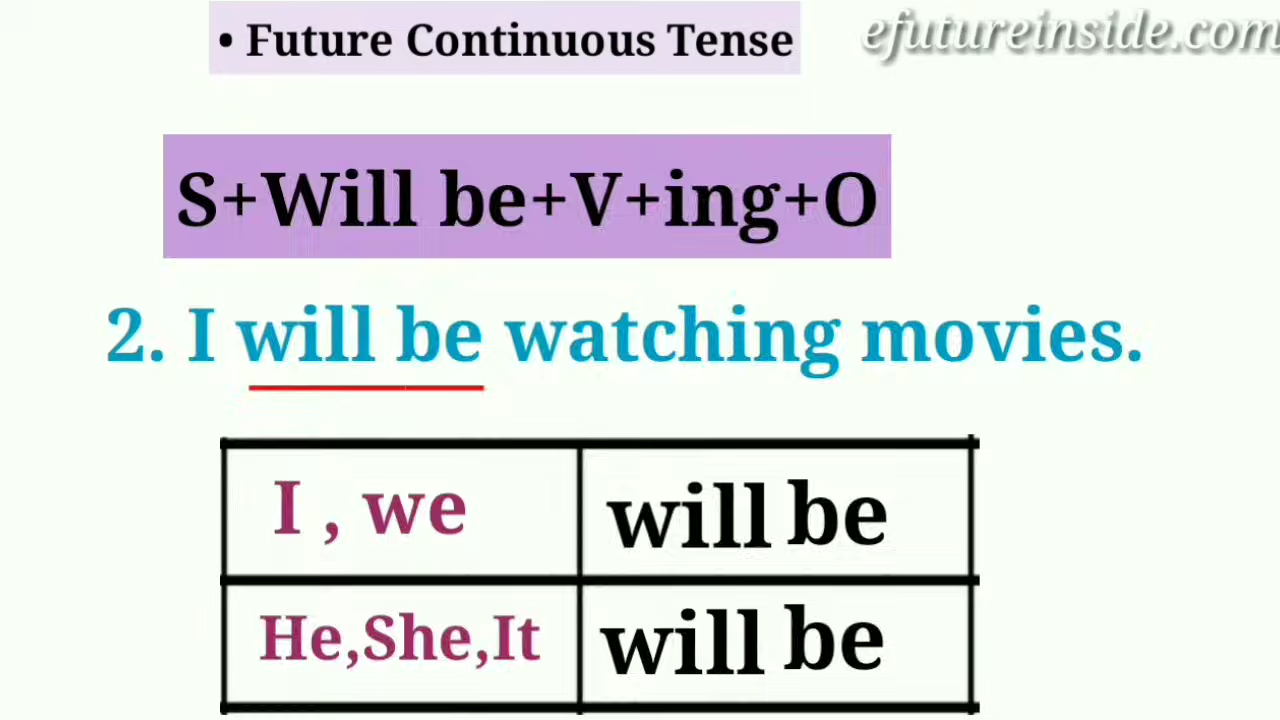 • Future Continuous Tense
efutureinside.com
S+Will be+V+ing+O
2. I will be watching movies.
I , we will be
He,She,It will be